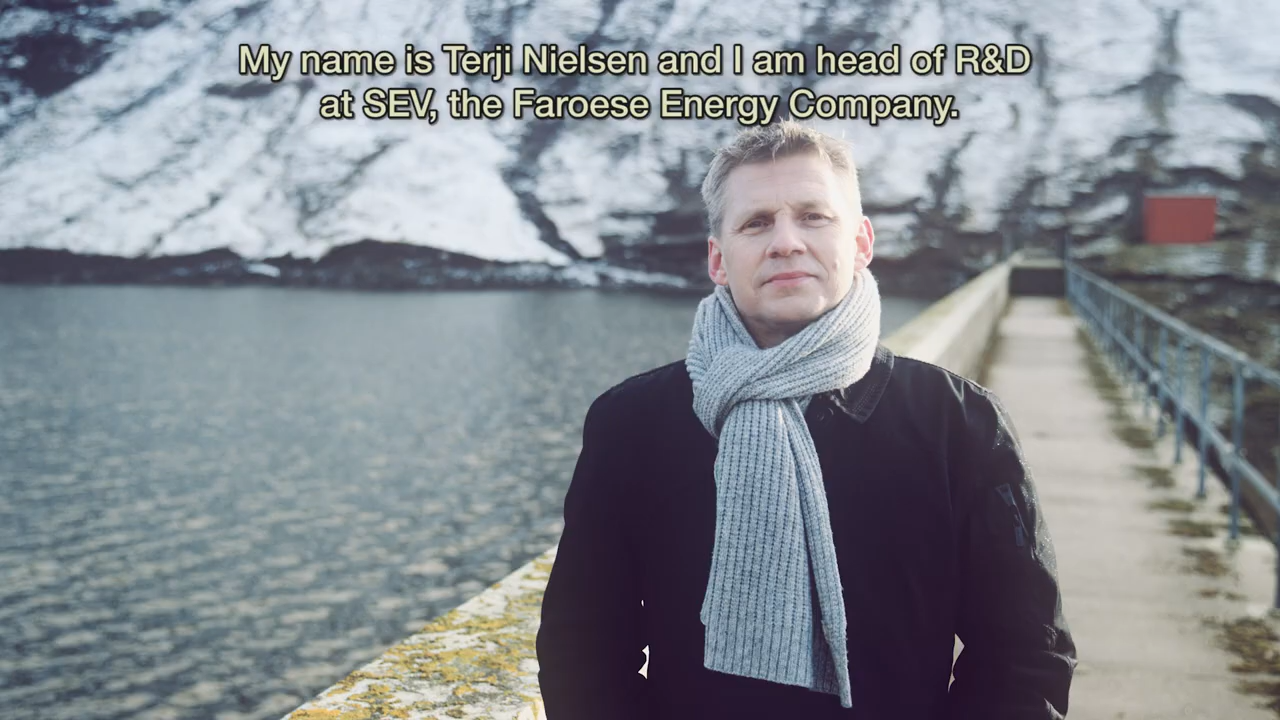 My name is Terji Nielsen and I am head of R&D
at SEV, the Faroese Energy Company.